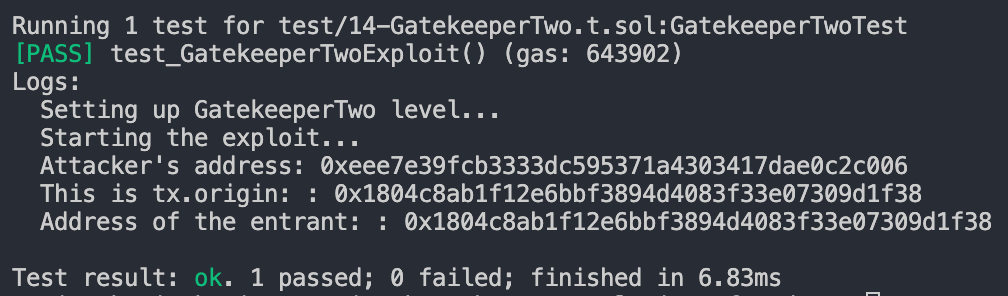 Running 1 test for test/14-GatekeeperTwo.t.sol:GatekeeperTwoTest
[PASS] test_GatekeeperTwoExploit() (gas: 643902)
Logs:
Setting up GatekeeperTwo level...
Starting the exploit...
Attacker's address: 0xeee7e39fcb3333dc595371a4303417dae0c2c006
This is tx.origin: : 0x1804c8ab1f12e6bbf3894d4083f33e07309d1f38
Address of the entrant: : 0x1804c8ab1f12e6bbf3894d4083f33e07309d1f38
Test result: ok. 1 passed; 0 failed; finished in 6.83ms